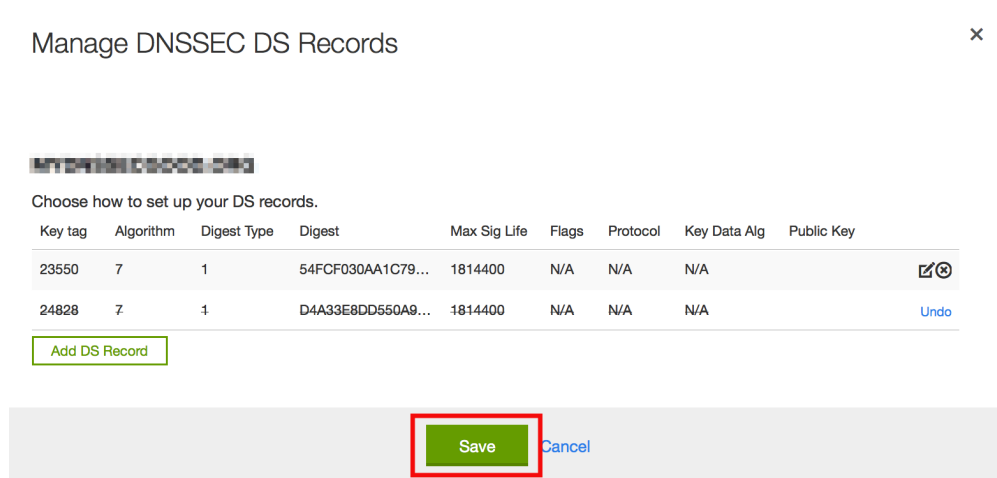 Manage DNSSEC DS Records
Choose how to set up your DS records.
Key tag Algorithm Digest Type Digest Max Sig Life Flags Protocol Key Data Alg Public Key
23550 7 1 54FCF030AA1C79... 1814400 N/A N/A N/A
24828 7 1 D4A33E8DD550A9... 1814400 N/A N/A N/A Undo
Add DS Record
Save Cancel